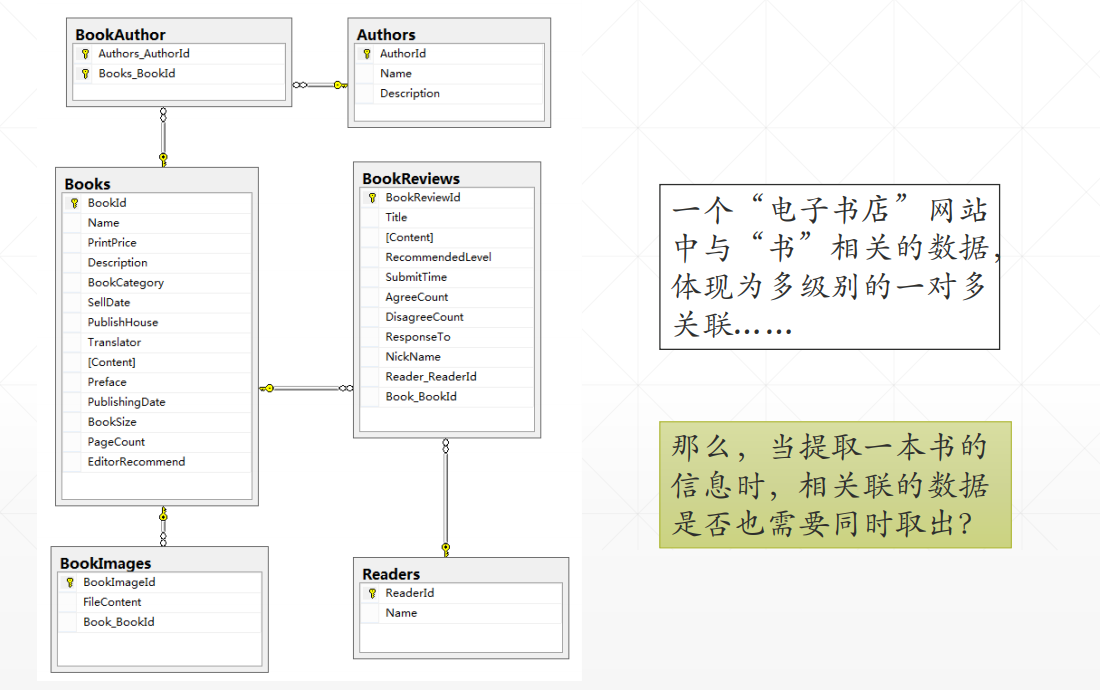 BookAuthor
Authors_AuthorId
Books_BookId
Authors
AuthorId
Name
Description
Books
BookId
Name
PrintPrice
Description
BookCategory
SellDate
PublishHouse
Translator
[Content]
Preface
PublishingDate
BookSize
PageCount
EditorRecommend
BookReviews
BookReviewId
Title
[Content]
RecommendedLevel
SubmitTime
AgreeCount
DisagreeCount
ResponseTo
NickName
Reader_ReaderId
Book_BookId
BookImages
BookImageId
FileContent
Book_BookId
Readers
ReaderId
Name
一个“电子书店”网站
中与“书”相关的数据，
体现为多级别的一对多
关联……
那么，当提取一本书的
信息时，相关联的数据
是否也需要同时取出？